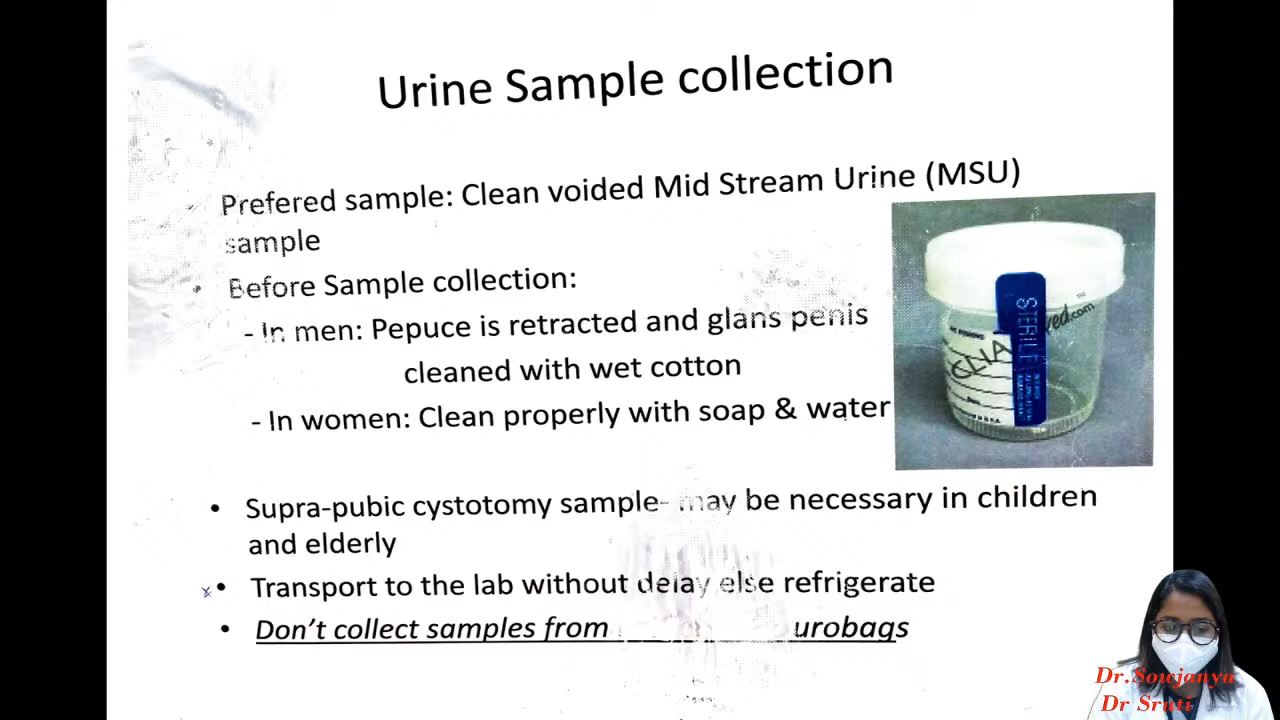 Urine Sample collection
Prefered sample: Clean voided Mid Stream Urine (MSU)
sample
• Before Sample collection:
- In men: Pepuce is retracted and glans penis
cleaned with wet cotton
- In women: Clean properly with soap & water
STERILE
CLIA
ved.com™
• Supra-pubic cystotomy sample- may be necessary in children
and elderly
x • Transport to the lab without delay else refrigerate
• Don't collect samples from
urobags
Dr.Sowjanya
Dr Sruti